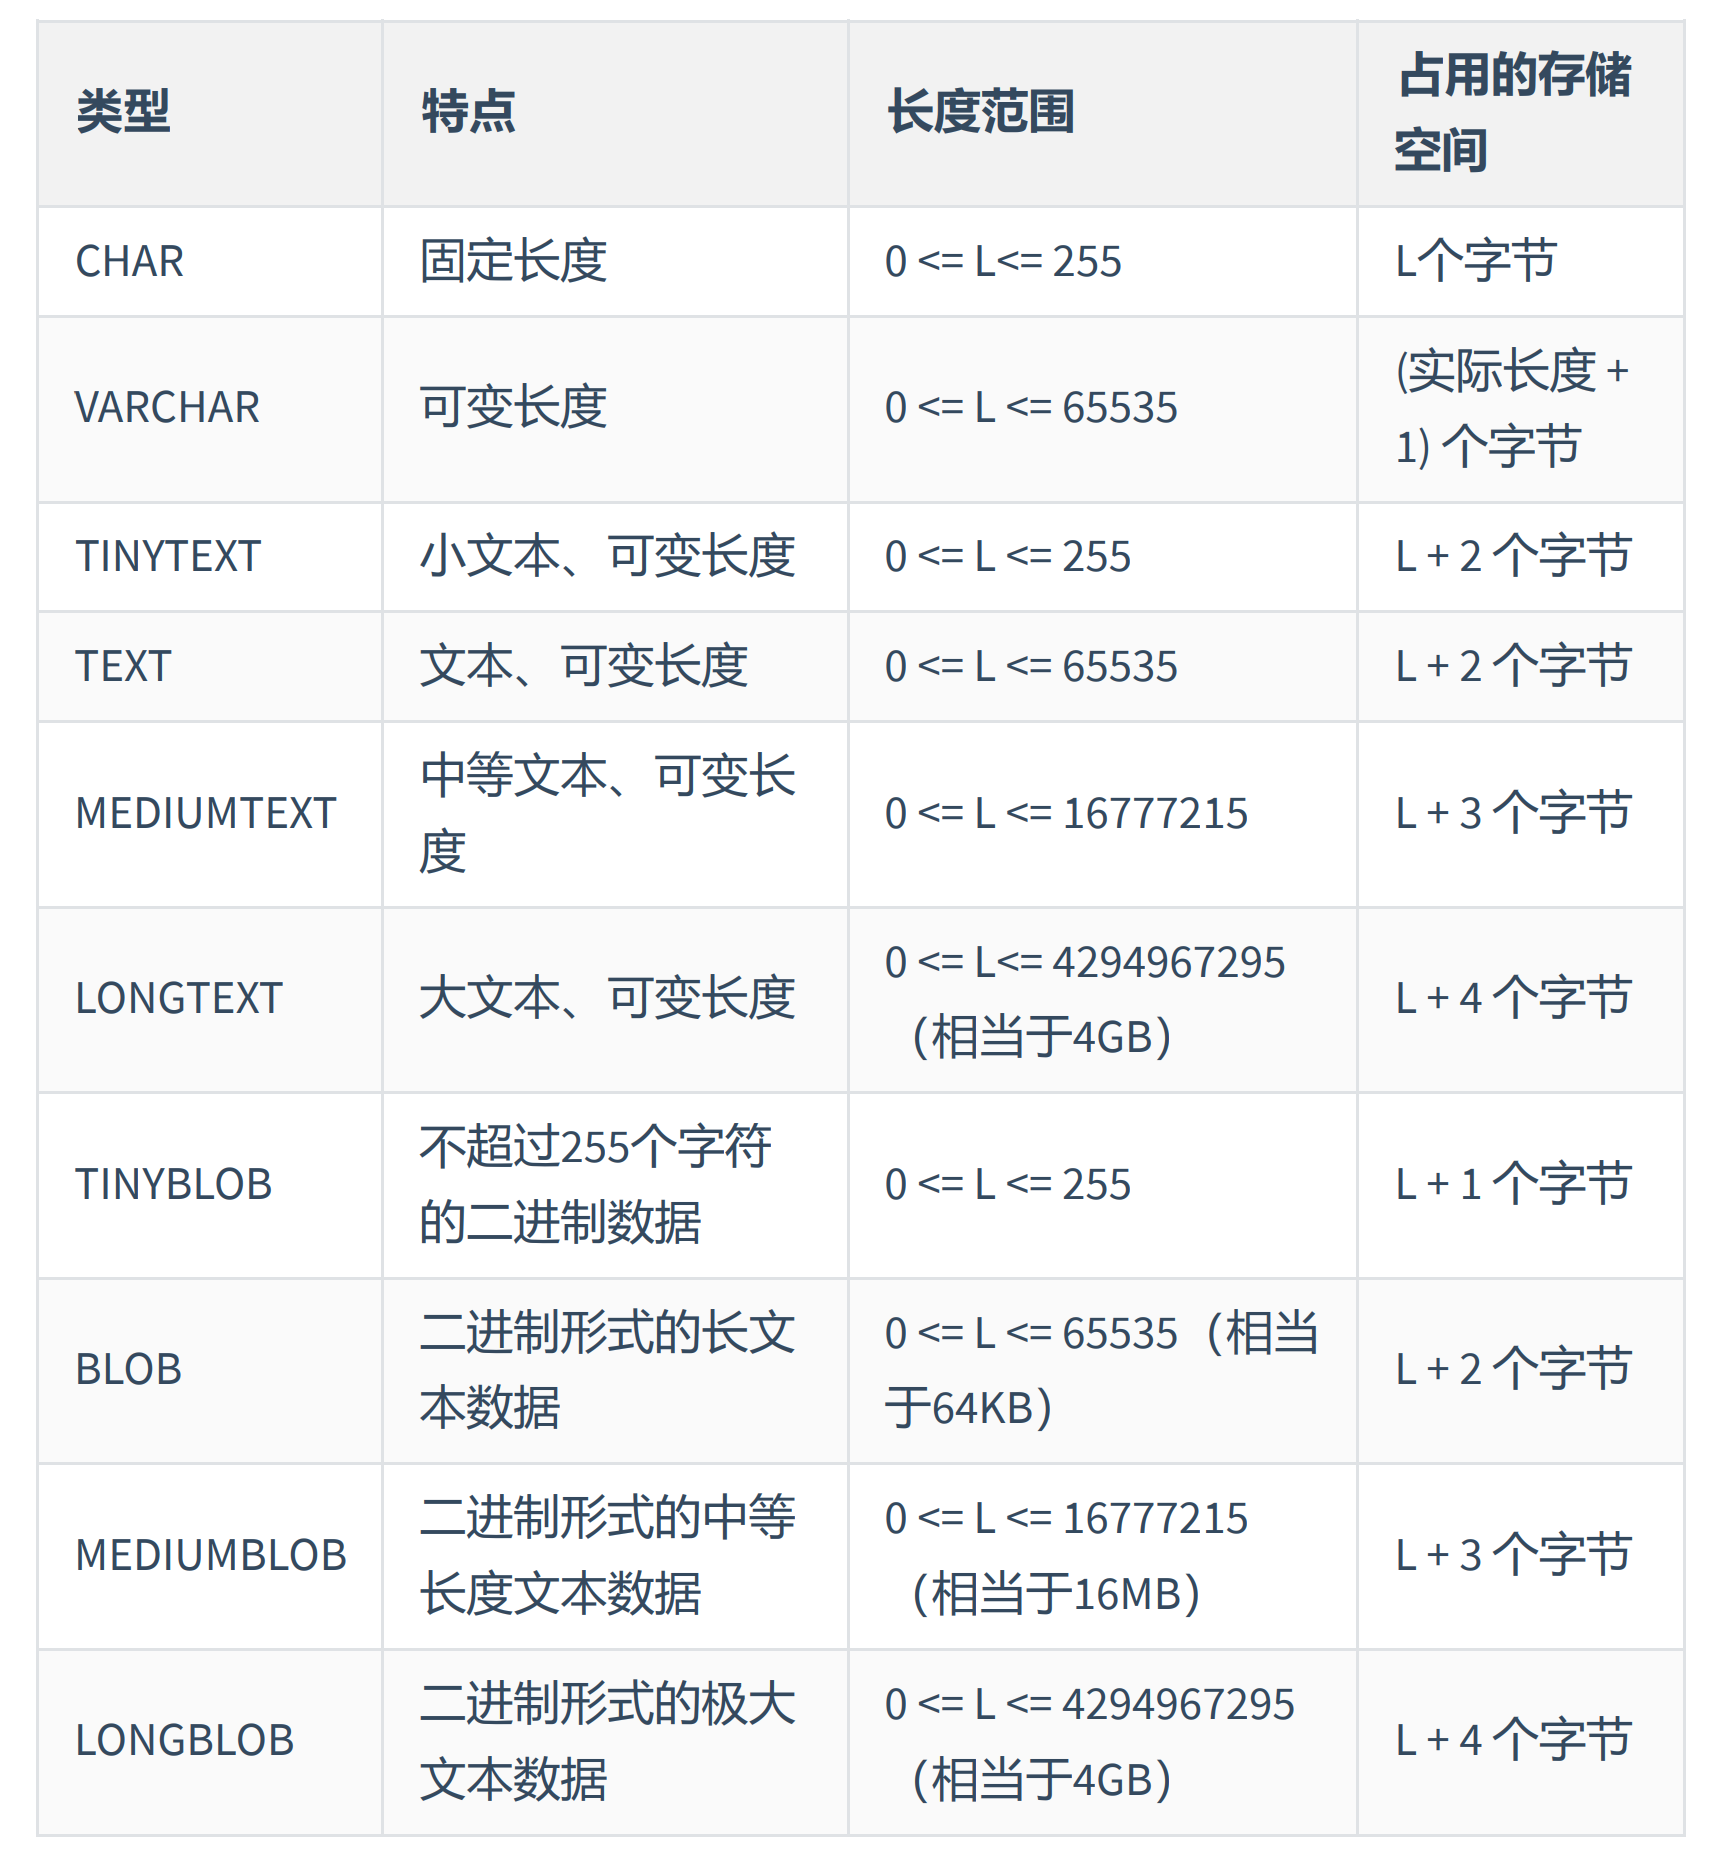 类型 特点 长度范围 占用的存储
空间
CHAR 固定长度 0 <= L<= 255 L个字节
VARCHAR 可变长度 0 <= L <= 65535 (实际长度 +
1) 个字节
TINYTEXT 小文本、可变长度 0 <= L <= 255 L + 2 个字节
TEXT 文本、可变长度 0 <= L <= 65535 L + 2 个字节
MEDIUMTEXT 中等文本、可变长
度 0 <= L <= 16777215 L + 3 个字节
LONGTEXT 大文本、可变长度 0 <= L<= 4294967295
（相当于4GB） L + 4 个字节
TINYBLOB 不超过255个字符
的二进制数据 0 <= L <= 255 L + 1 个字节
BLOB 二进制形式的长文
本数据 0 <= L <= 65535（相当
于64KB） L + 2 个字节
MEDIUMBLOB 二进制形式的中等
长度文本数据 0 <= L <= 16777215
（相当于16MB） L + 3 个字节
LONGBLOB 二进制形式的极大
文本数据 0 <= L <= 4294967295
（相当于4GB） L + 4 个字节